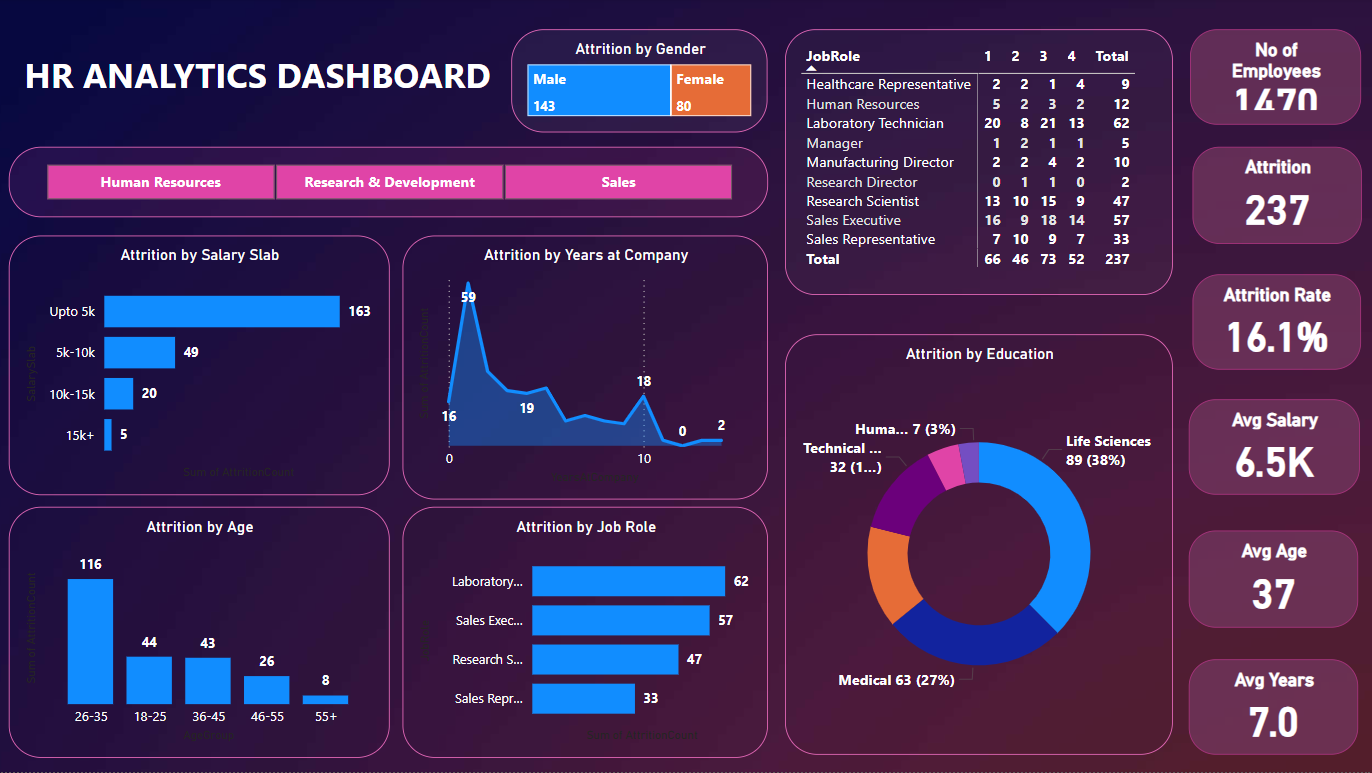 HR ANALYTICS DASHBOARD
Attrition by Gender
Male
143
Female
80
Human Resources
Research & Development
Sales
JobRole 1 2 3 4 Total
Healthcare Representative 2 2 1 4 9
Human Resources 5 2 3 2 12
Laboratory Technician 20 8 21 13 62
Manager 1 2 1 1 5
Manufacturing Director 2 2 4 2 10
Research Director 0 1 1 0 2
Research Scientist 13 10 15 9 47
Sales Executive 16 9 18 14 57
Sales Representative 7 10 9 7 33
Total 66 46 73 52 237
No of
Employees
1470
Attrition
237
Attrition Rate
16.1%
Avg Salary
6.5K
Avg Age
37
Avg Years
7.0
Attrition by Salary Slab
SalarySlab
Upto 5k 163
5k-10k 49
10k-15k 20
15k+ 5
Sum of AttritionCount
Attrition by Years at Company
Sum of AttritionCount
59
16
19
18
0
2
0
10
Attrition by Age
Sum of AttritionCount
116
44
43
26
8
26-35
18-25
36-45
46-55
55+
Attrition by Job Role
Laboratory... 62
Sales Exec... 57
Research S... 47
Sales Repr... 33
Sum of AttritionCount
Attrition by Education
Huma... 7 (3%)
Technical ...
32 (1...)
Life Sciences
89 (38%)
Medical 63 (27%)